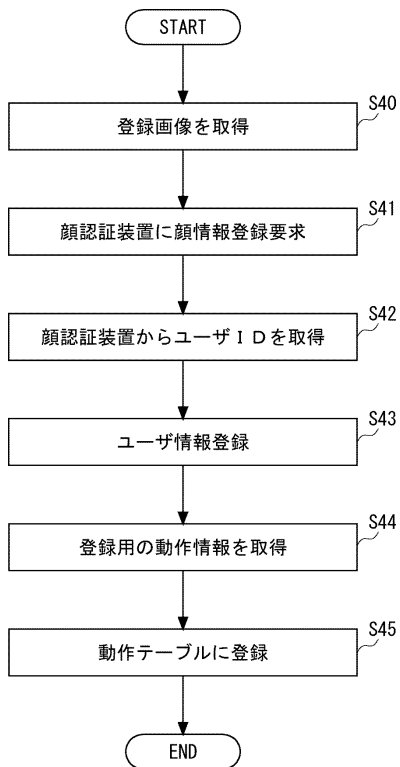 START
S40
登録画像を取得
S41
顔認証装置に顔情報登録要求
S42
顔認証装置からユーザＩＤを取得
S43
ユーザ情報登録
S44
登録用の動作情報を取得
S45
動作テーブルに登録
END